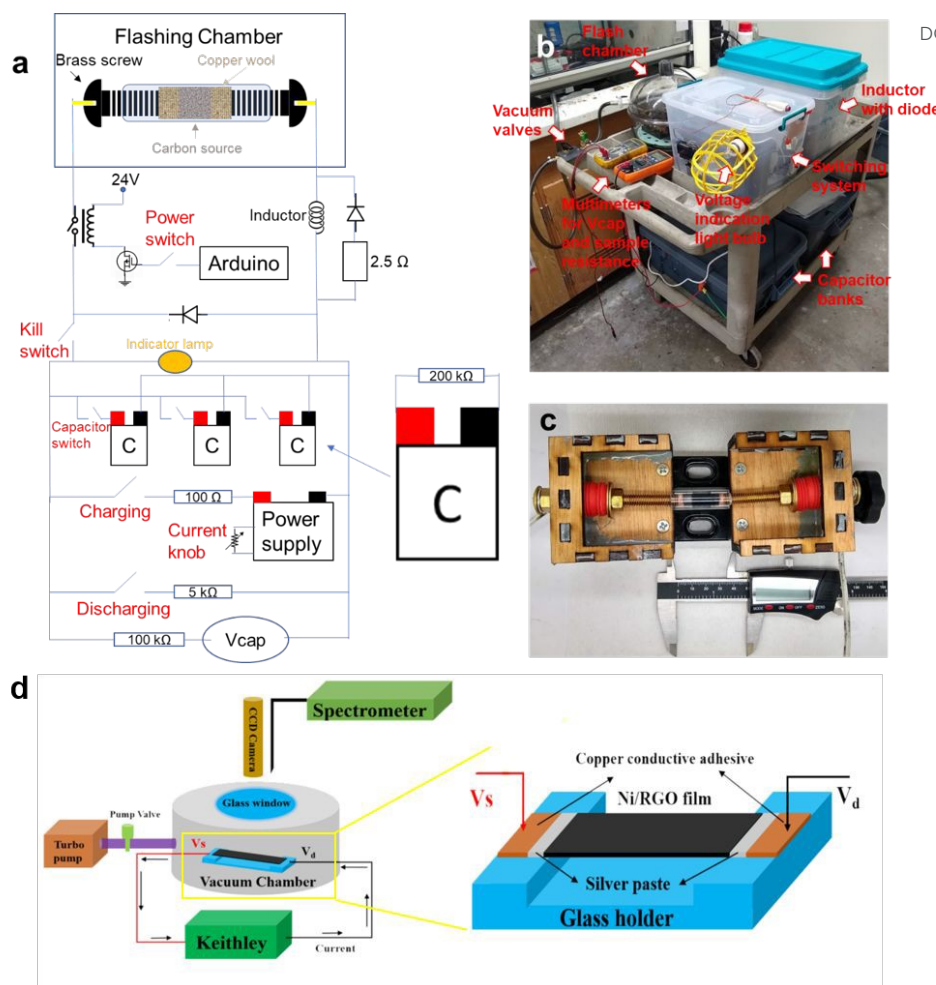 a
Flashing Chamber
Brass screw
Copper wool
Carbon source
24V
Power
switch
Arduino
Inductor
2.5 Ω
Kill
switch
Indicator lamp
Capacitor
switch
C
C
C
200 kΩ
C
Charging
100 Ω
Current
knob
Power
supply
Discharging
5 kΩ
100 kΩ
Vcap
b
Flash
chamber
Vacuum
valves
Inductor
with diode
Switching
system
Multimeters
for Vcap
and sample
resistance
Voltage
indication
light bulb
Capacitor
banks
c
d
CCD Camera
Spectrometer
Glass window
Pump Valve
Turbo
pump
Vs
Vd
Vacuum Chamber
Keithley
Current
Copper conductive adhesive
Vs
Ni/RGO film
Vd
Silver paste
Glass holder